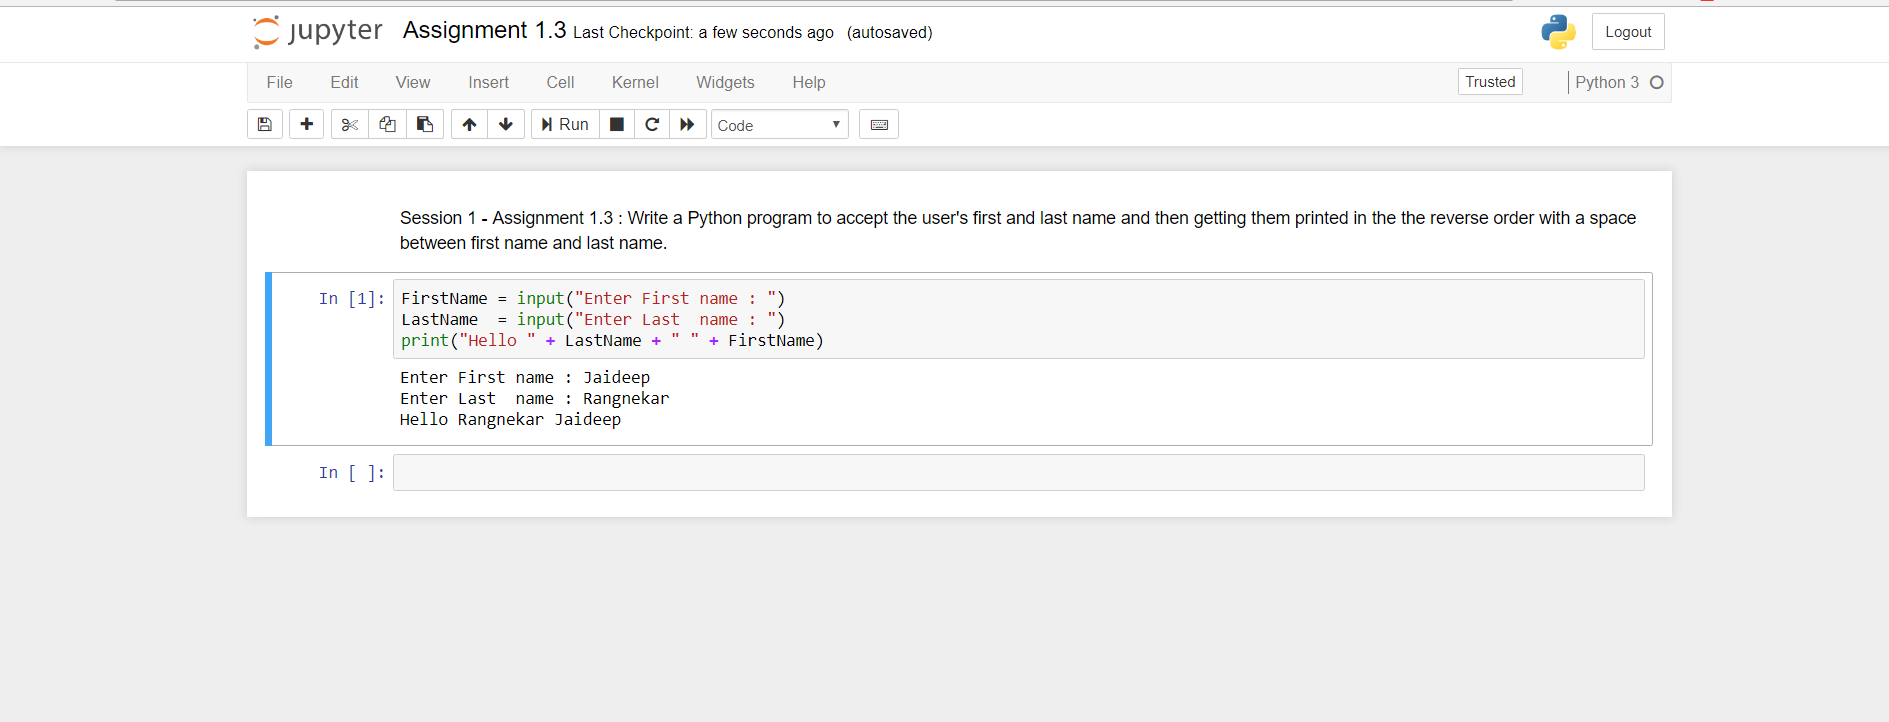 jupyter Assignment 1.3 Last Checkpoint: a few seconds ago (autosaved) Logout
File Edit View Insert Cell Kernel Widgets Help Trusted Python 3
Run Code
Session 1 - Assignment 1.3 : Write a Python program to accept the user's first and last name and then getting them printed in the the reverse order with a space
between first name and last name.
In [1]: FirstName = input("Enter First name : ")
LastName  = input("Enter Last  name : ")
print("Hello " + LastName + " " + FirstName)
Enter First name : Jaideep
Enter Last  name : Rangnekar
Hello Rangnekar Jaideep
In [ ]: